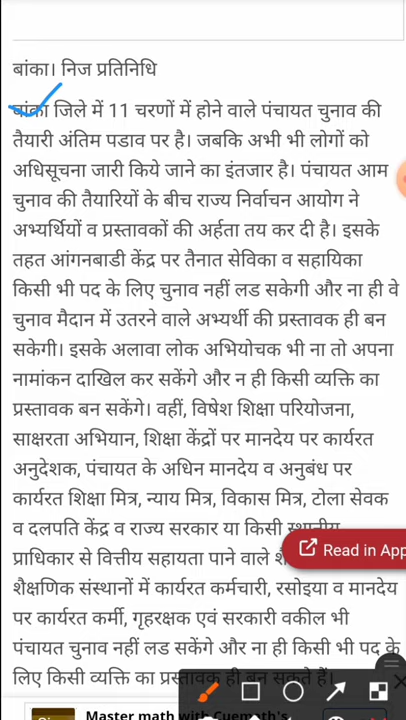 बांका। निज प्रतिनिधि
बांका जिले में 11 चरणों में होने वाले पंचायत चुनाव की
तैयारी अंतिम पडाव पर है। जबकि अभी भी लोगों को
अधिसूचना जारी किये जाने का इंतजार है। पंचायत आम
चुनाव की तैयारियों के बीच राज्य निर्वाचन आयोग ने
अभ्यर्थियों व प्रस्तावकों की अर्हता तय कर दी है। इसके
तहत आंगनबाडी केंद्र पर तैनात सेविका व सहायिका
किसी भी पद के लिए चुनाव नहीं लड सकेगी और ना ही वे
चुनाव मैदान में उतरने वाले अभ्यर्थी की प्रस्तावक ही बन
सकेगी। इसके अलावा लोक अभियोचक भी ना तो अपना
नामांकन दाखिल कर सकेंगे और न ही किसी व्यक्ति का
प्रस्तावक बन सकेंगे। वहीं, विषेश शिक्षा परियोजना,
साक्षरता अभियान, शिक्षा केंद्रों पर मानदेय पर कार्यरत
अनुदेशक, पंचायत के अधिन मानदेय व अनुबंध पर
कार्यरत शिक्षा मित्र, न्याय मित्र, विकास मित्र, टोला सेवक
व दलपति केंद्र व राज्य सरकार या किसी स्थानीय
प्राधिकार से वित्तीय सहायता पाने वाले
Read in App
शैक्षणिक संस्थानों में कार्यरत कर्मचारी, रसोइया व मानदेय
पर कार्यरत कर्मी, गृहरक्षक एवं सरकारी वकील भी
पंचायत चुनाव नहीं लड सकेंगे और ना ही किसी भी पद के
लिए किसी व्यक्ति का प्रस्तावक ही बन सकते हैं।
Master math with Cuemath's